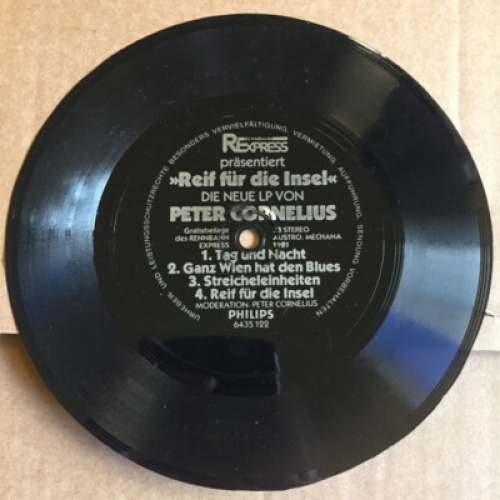 URHEBER- UND LEISTUNGSSCHUTZRECHTE BESONDERS VERVIELFÄLTIGUNG, VERMIETUNG, AUFFÜHRUNG, SENDUNG VORBEHALTEN
REXPRESS
präsentiert
»Reif für die Insel«
DIE NEUE LP VON
PETER CORNELIUS
Gratisbeilage 33 STEREO
des RENNBAHN AUSTRO. MECHANA
EXPRESS 1981
1. Tag und Nacht
2. Ganz Wien hat den Blues
3. Streicheleinheiten
4. Reif für die Insel
MODERATION: PETER CORNELIUS
PHILIPS
6435 122